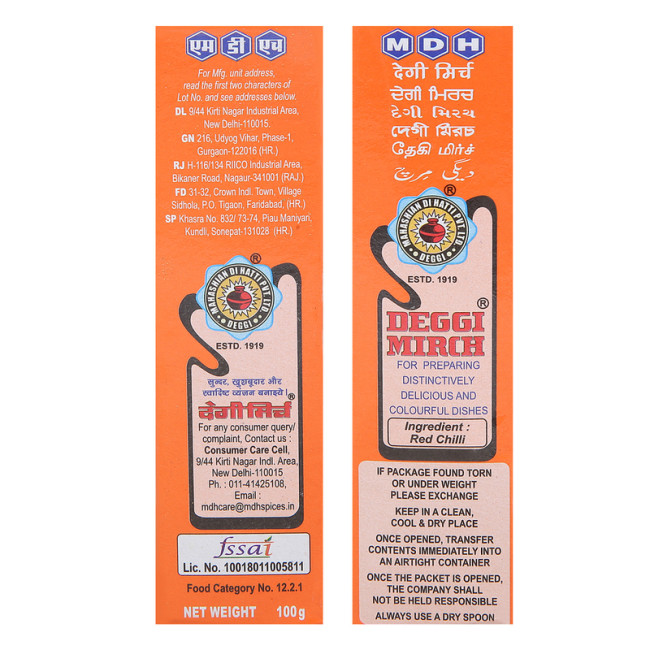 एम डी एच
For Mfg. unit address,
read the first two characters of
Lot No. and see addresses below.
DL 9/44 Kirti Nagar Industrial Area,
New Delhi-110015.
GN 216, Udyog Vihar, Phase-1,
Gurgaon-122016 (HR.)
RJ H-116/134 RIICO Industrial Area,
Bikaner Road, Nagaur-341001 (RAJ.)
FD 31-32, Crown Indl. Town, Village
Sidhola, P.O. Tigaon, Faridabad, (HR.)
SP Khasra No. 832/ 73-74, Piau Maniyari,
Kundli, Sonepat-131028 (HR.)
®
MAHASHIAN DI HATTI PVT. LTD.
DEGGI
ESTD. 1919
सुन्दर, खुशबूदार और
स्वादिष्ट व्यंजन बनाइये।
देगी मिर्च®
For any consumer query/
complaint, Contact us :
Consumer Care Cell,
9/44 Kirti Nagar Indl. Area,
New Delhi-110015
Ph. : 011-41425108,
Email :
mdhcare@mdhspices.in
fssai
Lic. No. 10018011005811
Food Category No. 12.2.1
NET WEIGHT 100g
MDH
देगी मिर्च
ਦੇਗੀ ਮਿਰਚ
દેગી મિરચ
দেগী মিরচ
தேகி மிர்ச்
دیگی مرچ
®
MAHASHIAN DI HATTI PVT. LTD.
DEGGI
ESTD. 1919
DEGGI®
MIRCH
FOR PREPARING
DISTINCTIVELY
DELICIOUS AND
COLOURFUL DISHES
Ingredient :
Red Chilli
IF PACKAGE FOUND TORN
OR UNDER WEIGHT
PLEASE EXCHANGE
KEEP IN A CLEAN,
COOL & DRY PLACE
ONCE OPENED, TRANSFER
CONTENTS IMMEDIATELY INTO
AN AIRTIGHT CONTAINER
ONCE THE PACKET IS OPENED,
THE COMPANY SHALL
NOT BE HELD RESPONSIBLE
ALWAYS USE A DRY SPOON